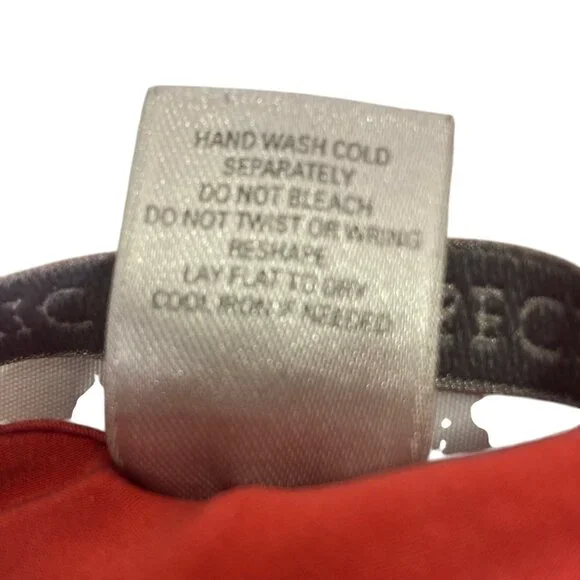 HAND WASH COLD
SEPARATELY
DO NOT BLEACH
DO NOT TWIST OR WRING
RESHAPE
LAY FLAT TO DRY
COOL IRON IF NEEDED